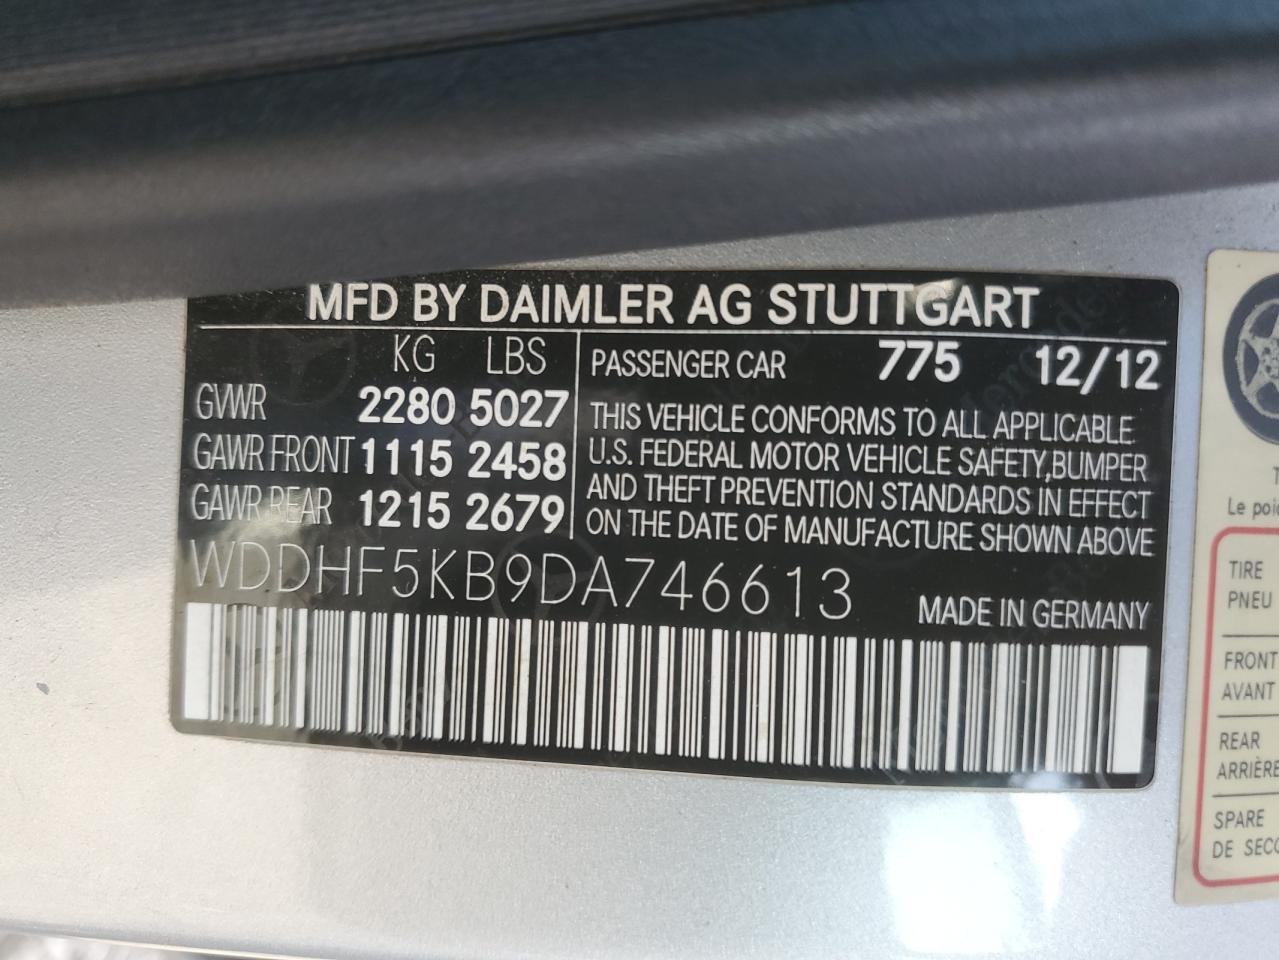 MFD BY DAIMLER AG STUTTGART
KG LBS
GVWR 2280 5027
GAWR FRONT 1115 2458
GAWR REAR 1215 2679
PASSENGER CAR 775 12/12
THIS VEHICLE CONFORMS TO ALL APPLICABLE
U.S. FEDERAL MOTOR VEHICLE SAFETY,BUMPER
AND THEFT PREVENTION STANDARDS IN EFFECT
ON THE DATE OF MANUFACTURE SHOWN ABOVE
WDDHF5KB9DA746613
MADE IN GERMANY
Le
TIRE
PNEU
FRONT
AVANT
REAR
ARRIÈRE
SPARE
DE